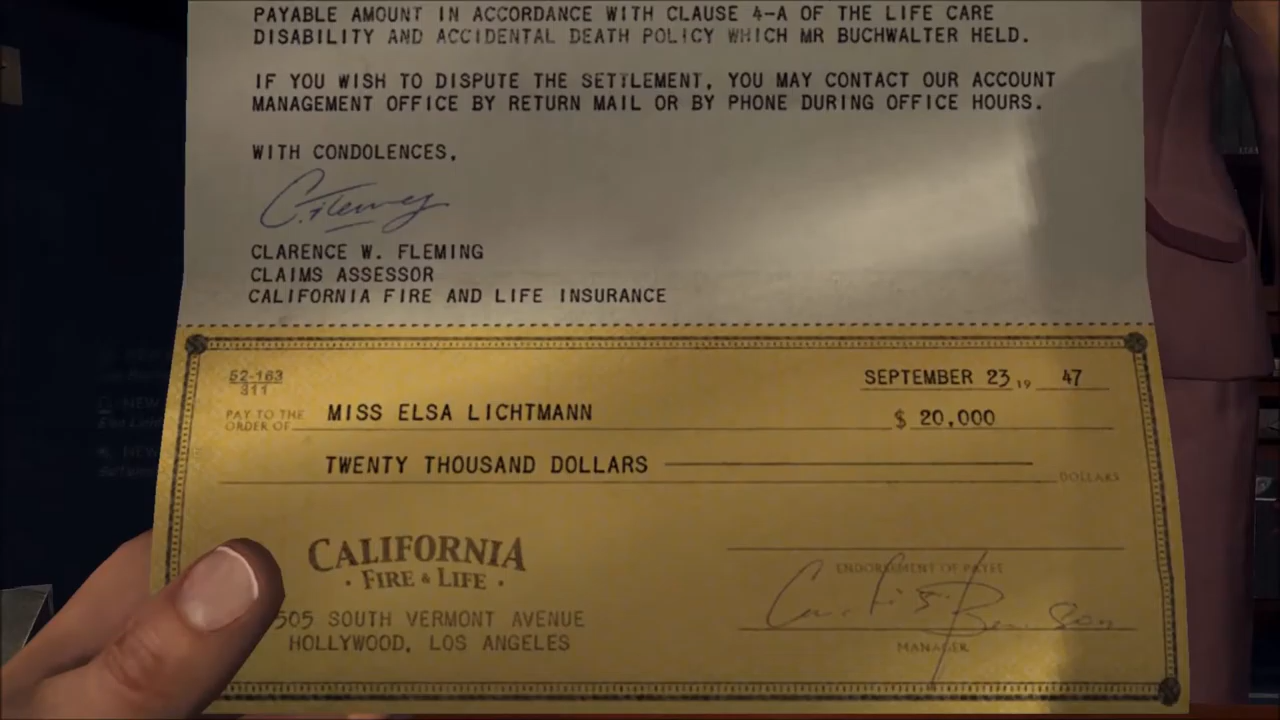 PAYABLE AMOUNT IN ACCORDANCE WITH CLAUSE 4-A OF THE LIFE CARE
DISABILITY AND ACCIDENTAL DEATH POLICY WHICH MR BUCHWALTER HELD.
IF YOU WISH TO DISPUTE THE SETTLEMENT, YOU MAY CONTACT OUR ACCOUNT
MANAGEMENT OFFICE BY RETURN MAIL OR BY PHONE DURING OFFICE HOURS.
WITH CONDOLENCES,
C. Fleming
CLARENCE W. FLEMING
CLAIMS ASSESSOR
CALIFORNIA FIRE AND LIFE INSURANCE
52-163
311
SEPTEMBER 23, 19 47
PAY TO THE
ORDER OF MISS ELSA LICHTMANN $ 20,000
TWENTY THOUSAND DOLLARS
DOLLARS
CALIFORNIA
· FIRE & LIFE ·
505 SOUTH VERMONT AVENUE
HOLLYWOOD, LOS ANGELES
ENDORSEMENT OF PAYEE
Curtis Benson
MANAGER